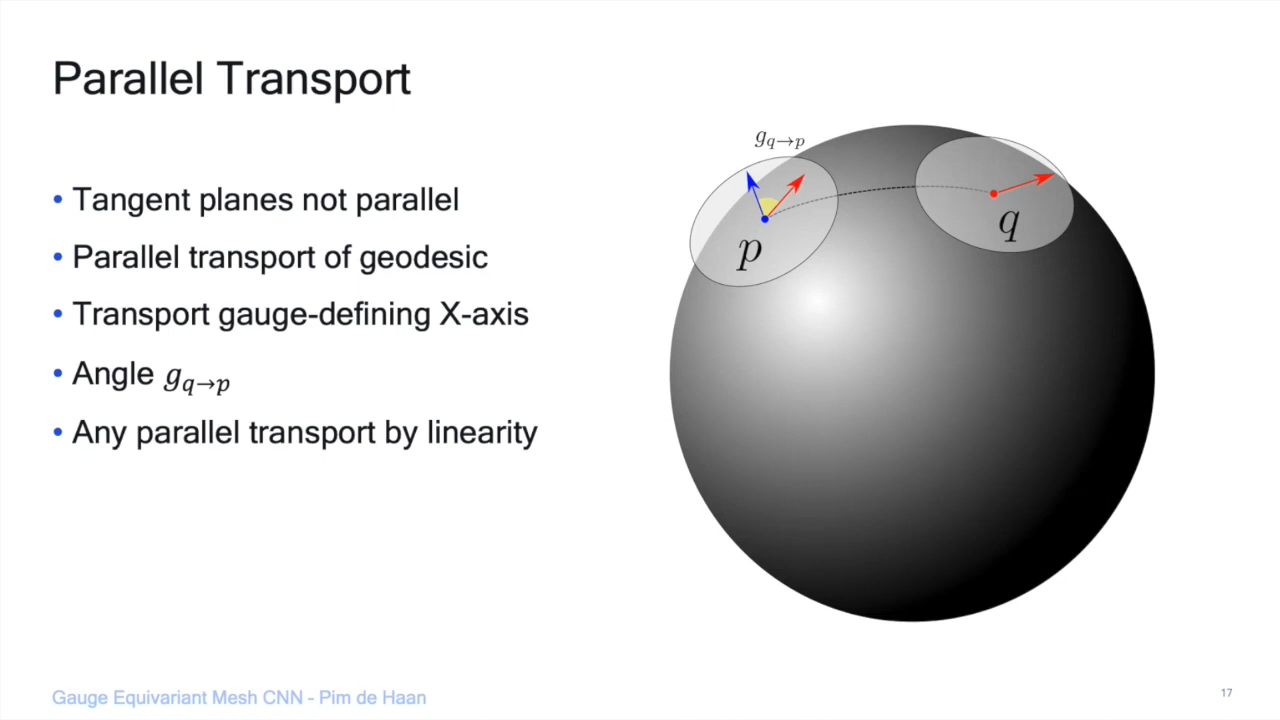 Parallel Transport
• Tangent planes not parallel
• Parallel transport of geodesic
• Transport gauge-defining X-axis
• Angle g_{q→p}
• Any parallel transport by linearity
g_{q→p}
p
q
Gauge Equivariant Mesh CNN - Pim de Haan
17